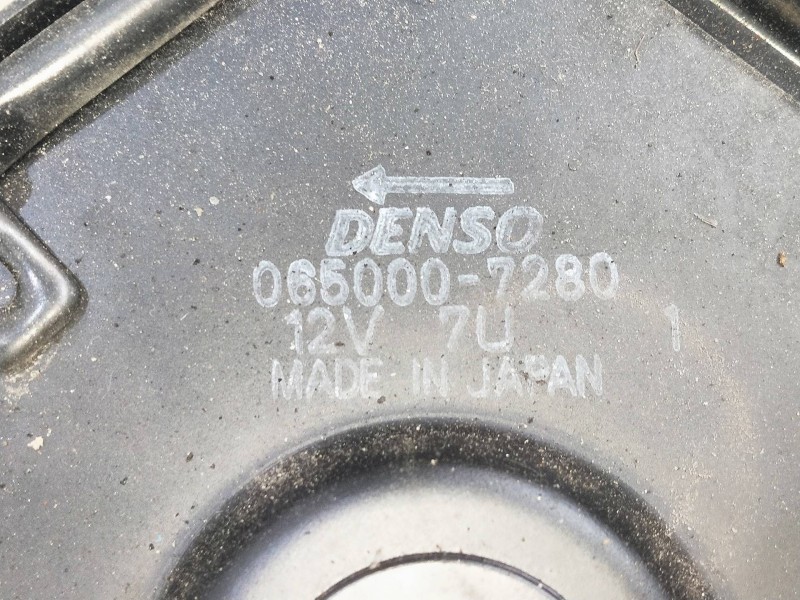 DENSO
065000-7280
12V 7U 1
MADE IN JAPAN